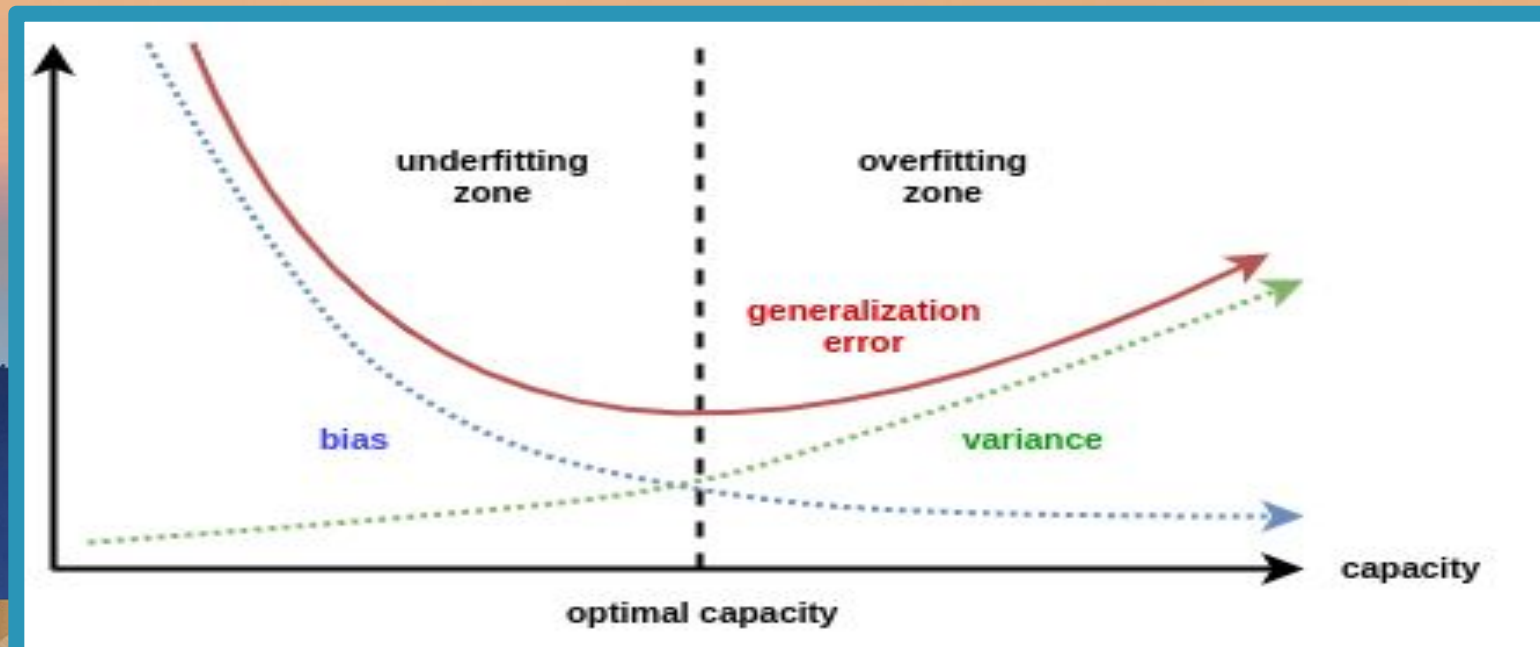 underfitting
zone
overfitting
zone
generalization
error
bias
variance
capacity
optimal capacity